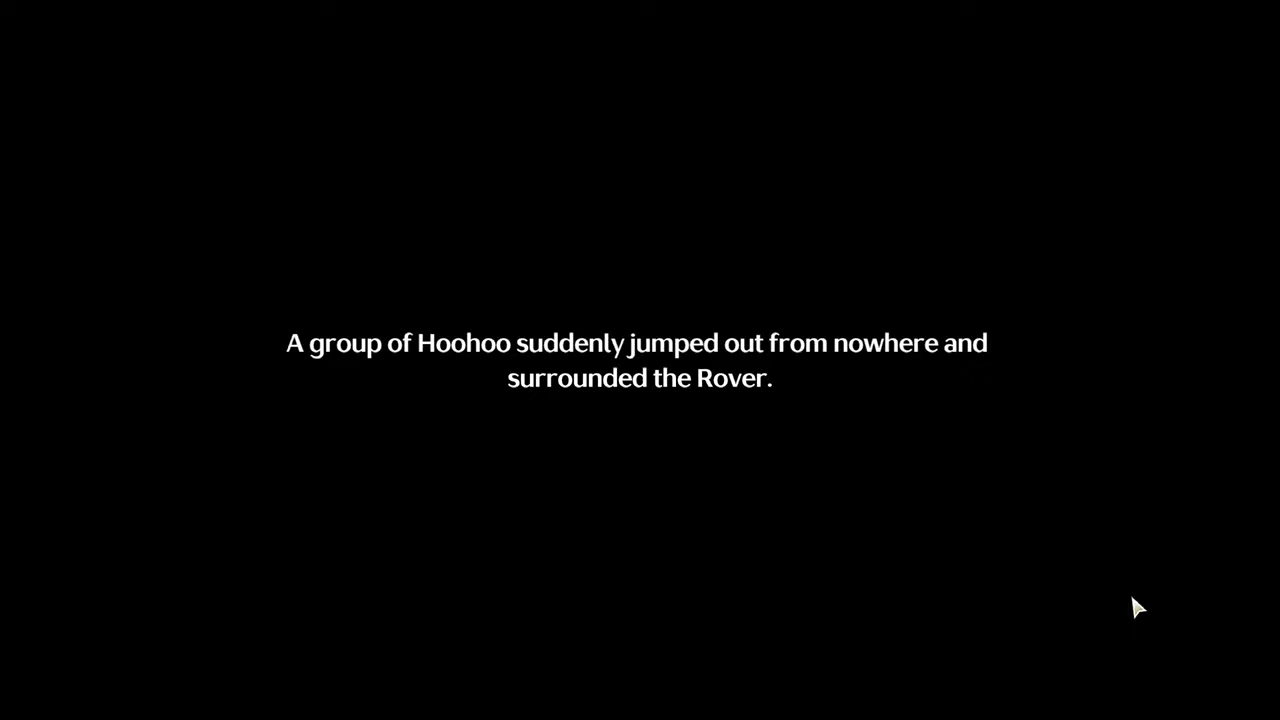 A group of Hoohoo suddenly jumped out from nowhere and
surrounded the Rover.